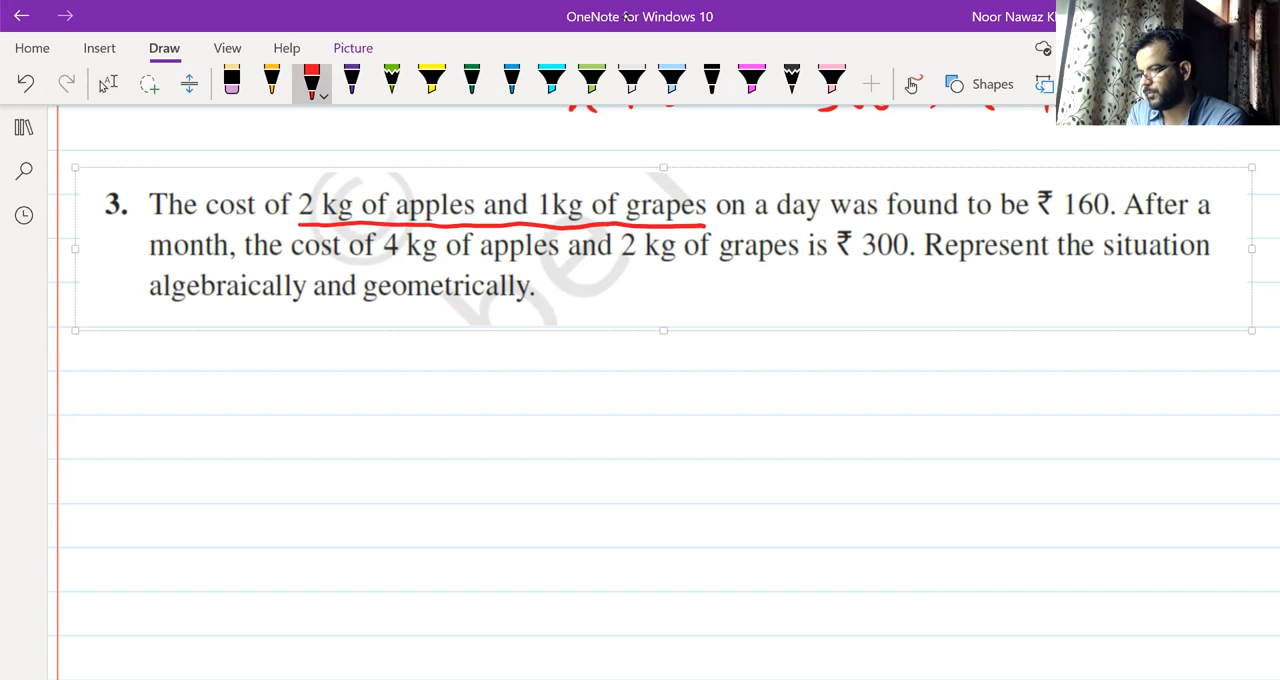 OneNote for Windows 10
Noor Nawaz
Home Insert Draw View Help Picture
Shapes
3. The cost of 2 kg of apples and 1kg of grapes on a day was found to be ₹ 160. After a
month, the cost of 4 kg of apples and 2 kg of grapes is ₹ 300. Represent the situation
algebraically and geometrically.